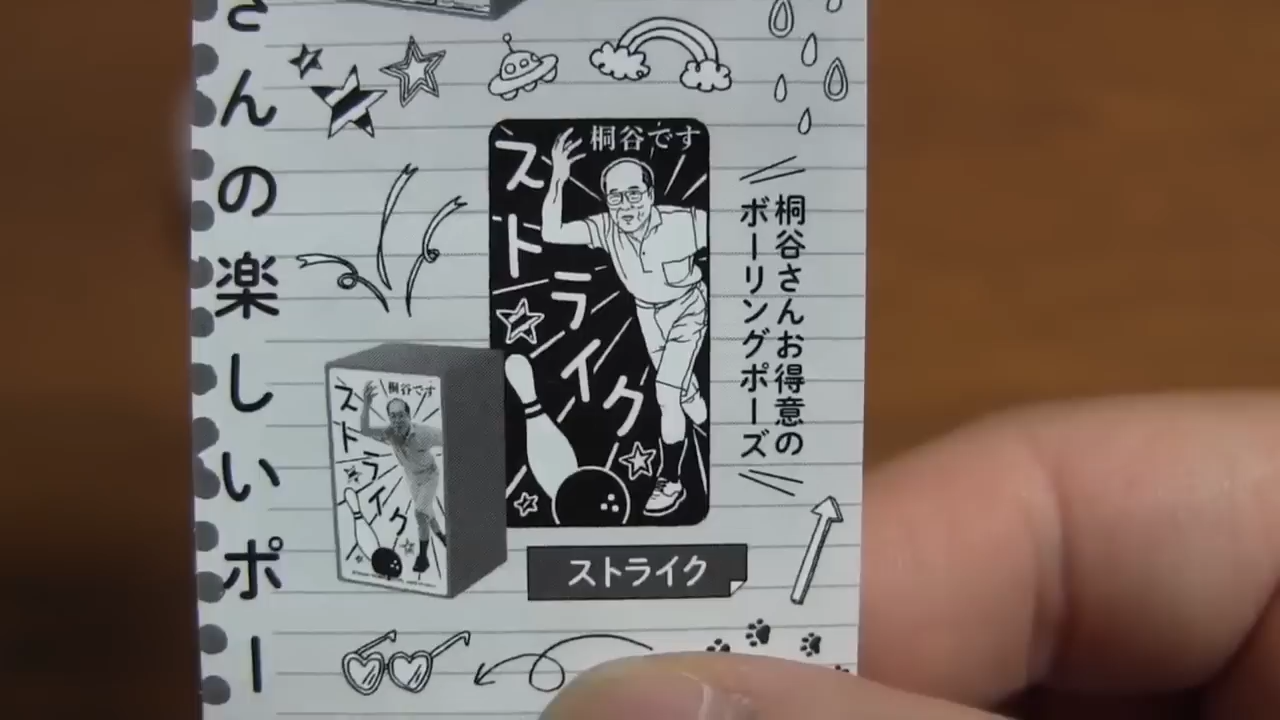 さんの楽しいポー
桐谷です
ストライク
桐谷さんお得意の
ボーリングポーズ
桐谷です
ストライク
ストライク